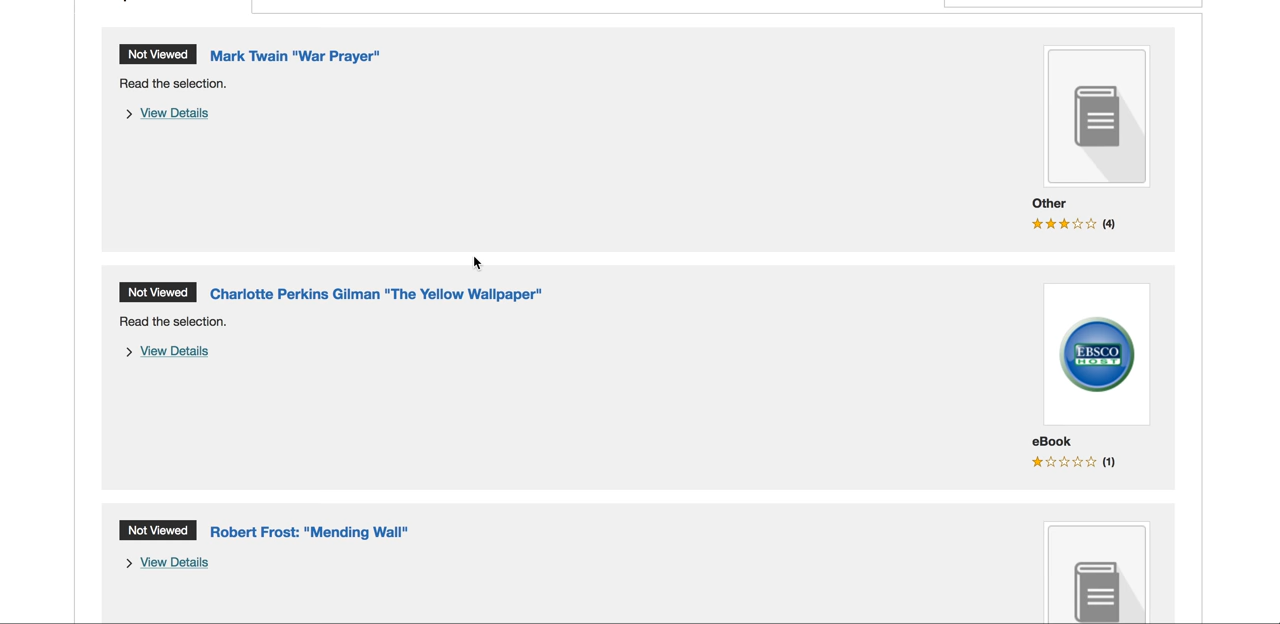 Not Viewed Mark Twain "War Prayer"
Read the selection.
View Details
Other
(4)
Not Viewed Charlotte Perkins Gilman "The Yellow Wallpaper"
Read the selection.
View Details
EBSCO
HOST
eBook
(1)
Not Viewed Robert Frost: "Mending Wall"
View Details